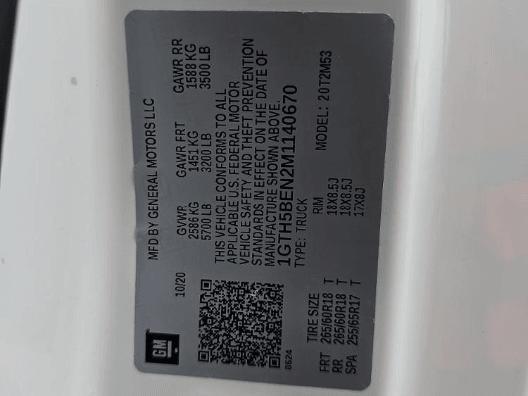 MFD BY GENERAL MOTORS LLC
10/20
GVWR GAWR FRT GAWR RR
2586 KG 1451 KG 1588 KG
5700 LB 3200 LB 3500 LB
THIS VEHICLE CONFORMS TO ALL
APPLICABLE U.S. FEDERAL MOTOR
VEHICLE SAFETY AND THEFT PREVENTION
STANDARDS IN EFFECT ON THE DATE OF
MANUFACTURE SHOWN ABOVE.
1GTH5BEN2M1140670
TYPE: TRUCK MODEL: 20T2M53
GM
8624
TIRE SIZE RIM
FRT 265/60R18 T 18X8.5J
RR 265/60R18 T 18X8.5J
SPA 255/65R17 T 17X8J